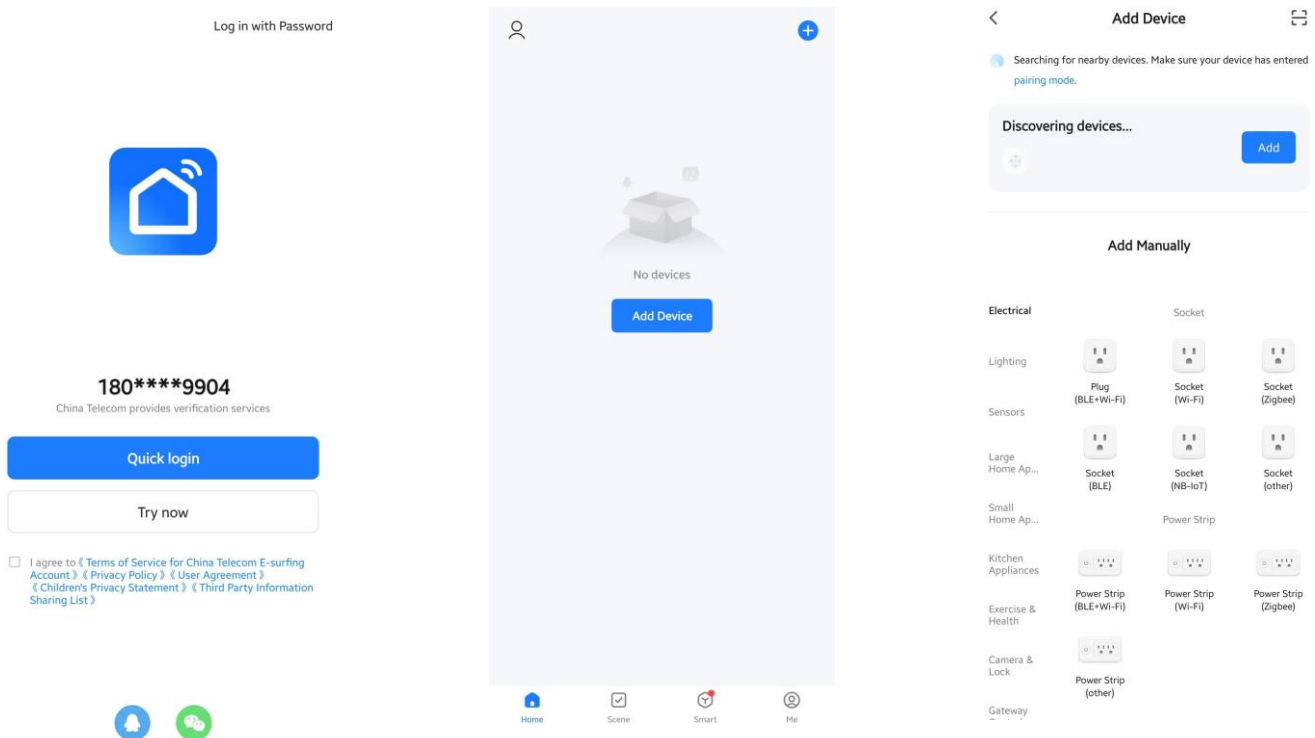 Log in with Password
180****9904
China Telecom provides verification services
Quick login
Try now
I agree to《 Terms of Service for China Telecom E-surfing
Account 》《 Privacy Policy 》《 User Agreement 》
《 Children's Privacy Statement 》《 Third Party Information
Sharing List 》
No devices
Add Device
Home
Scene
Smart
Me
Add Device
Searching for nearby devices. Make sure your device has entered
pairing mode.
Discovering devices...
Add
Add Manually
Electrical
Lighting
Sensors
Large
Home Ap...
Small
Home Ap...
Kitchen
Appliances
Exercise &
Health
Camera &
Lock
Gateway
Socket
Plug
(BLE+Wi-Fi)
Socket
(Wi-Fi)
Socket
(Zigbee)
Socket
(BLE)
Socket
(NB-IoT)
Socket
(other)
Power Strip
Power Strip
(BLE+Wi-Fi)
Power Strip
(Wi-Fi)
Power Strip
(Zigbee)
Power Strip
(other)